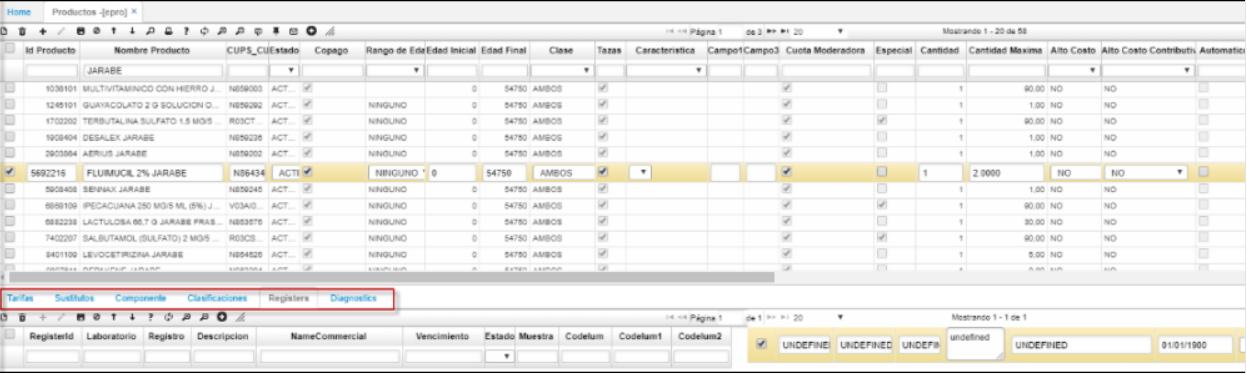 Home Productos -[epro] x
Página 1 de 3 20 Mostrando 1 - 20 de 58
Id Producto Nombre Producto CUPS_CU Estado Copago Rango de Eda Edad Inicial Edad Final Clase Tazas Caracteristica Campo1 Campo3 Cuota Moderadora Especial Cantidad Cantidad Maxima Alto Costo Alto Costo Contributiv Automatico
JARABE
1036101 MULTIVITAMINICO CON HIERRO J... N859003 ACT... 0 54750 AMBOS 1 90,00 NO NO
1245101 GUAYACOLATO 2 G SOLUCION O... N859292 ACT... NINGUNO 0 54750 AMBOS 1 1,00 NO NO
1702202 TERBUTALINA SULFATO 1,5 MG/5 ... R03CT... ACT... NINGUNO 0 54750 AMBOS 1 90,00 NO NO
1908404 DESALEX JARABE N859236 ACT... NINGUNO 0 54750 AMBOS 1 1,00 NO NO
2903864 AERIUS JARABE N859202 ACT... NINGUNO 0 54750 AMBOS 1 1,00 NO NO
5692216 FLUIMUCIL 2% JARABE N86434 ACTI NINGUNO 0 54750 AMBOS 1 2.0000 NO NO
5908408 SENNAX JARABE N859245 ACT... NINGUNO 0 54750 AMBOS 1 1,00 NO NO
6868109 IPECACUANA 250 MG/5 ML (5%) J... V03AI0... ACT... NINGUNO 0 54750 AMBOS 1 90,00 NO NO
6882238 LACTULOSA 66,7 G JARABE FRAS... N863676 ACT... NINGUNO 0 54750 AMBOS 1 30,00 NO NO
7402207 SALBUTAMOL (SULFATO) 2 MG/5 ... R03CS... ACT... NINGUNO 0 54750 AMBOS 1 90,00 NO NO
8401109 LEVOCETIRIZINA JARABE N864526 ACT... NINGUNO 0 54750 AMBOS 1 5,00 NO NO
Tarifas Sustitutos Componente Clasificaciones Registers Diagnostics
Página 1 de 1 20 Mostrando 1 - 1 de 1
RegisterId Laboratorio Registro Descripcion NameCommercial Vencimiento Estado Muestra Codelum Codelum1 Codelum2
UNDEFINEI UNDEFINED UNDEFIN undefined UNDEFINED 01/01/1900